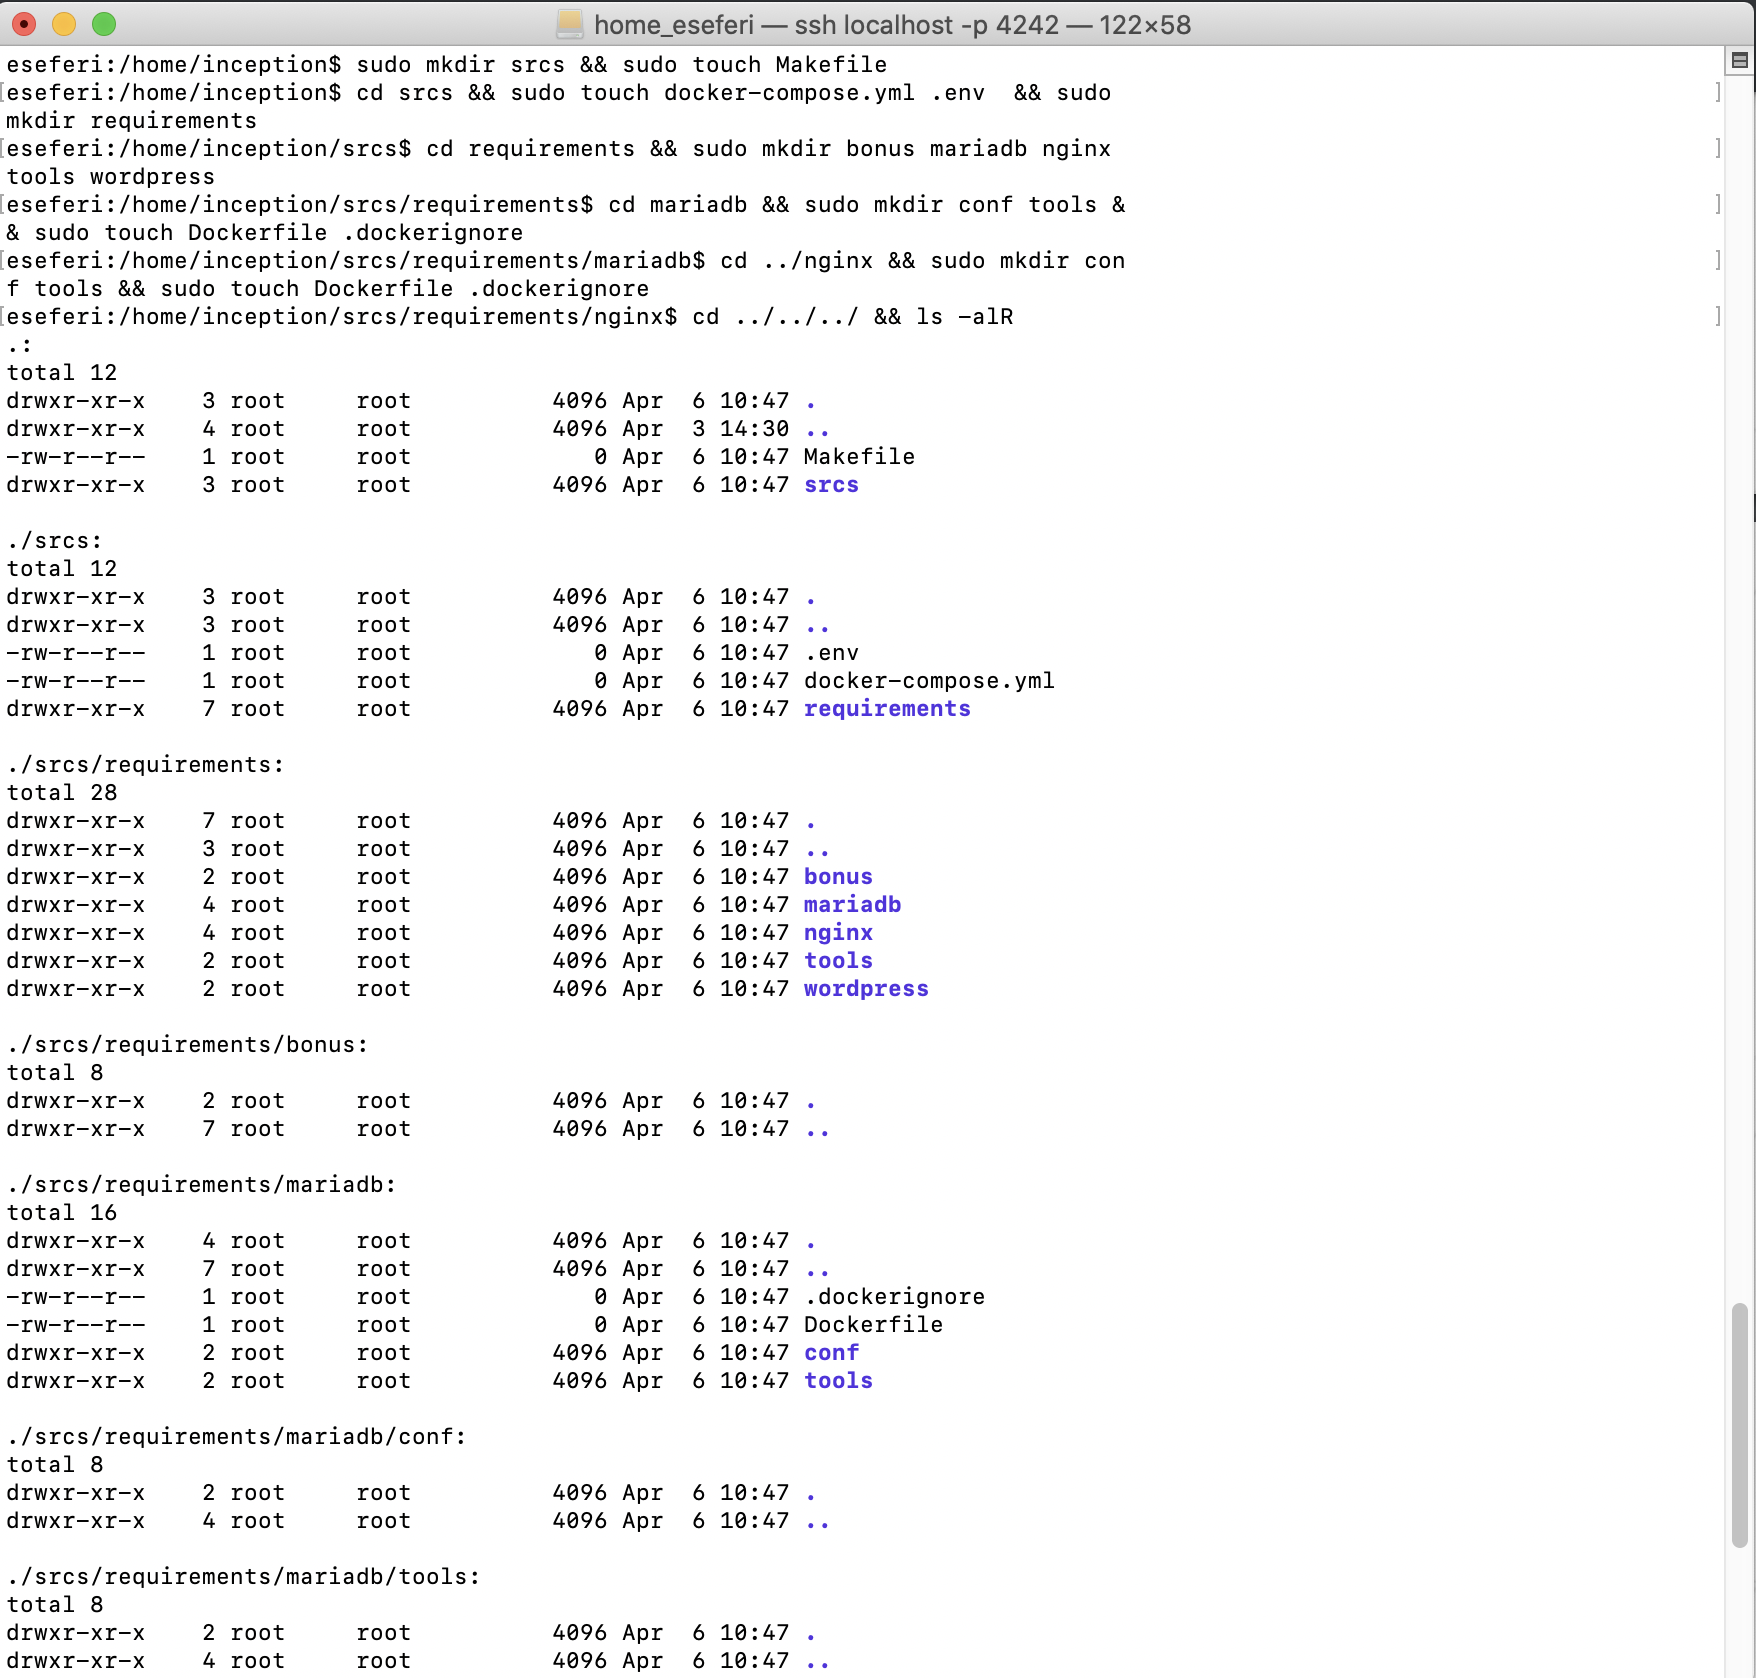 home_eseferi — ssh localhost -p 4242 — 122×58
eseferi:/home/inception$ sudo mkdir srcs && sudo touch Makefile
[eseferi:/home/inception$ cd srcs && sudo touch docker-compose.yml .env  && sudo ]
mkdir requirements
[eseferi:/home/inception/srcs$ cd requirements && sudo mkdir bonus mariadb nginx ]
tools wordpress
[eseferi:/home/inception/srcs/requirements$ cd mariadb && sudo mkdir conf tools & ]
& sudo touch Dockerfile .dockerignore
[eseferi:/home/inception/srcs/requirements/mariadb$ cd ../nginx && sudo mkdir con ]
f tools && sudo touch Dockerfile .dockerignore
[eseferi:/home/inception/srcs/requirements/nginx$ cd ../../../ && ls -alR ]
.:
total 12
drwxr-xr-x    3 root     root          4096 Apr  6 10:47 .
drwxr-xr-x    4 root     root          4096 Apr  3 14:30 ..
-rw-r--r--    1 root     root             0 Apr  6 10:47 Makefile
drwxr-xr-x    3 root     root          4096 Apr  6 10:47 srcs

./srcs:
total 12
drwxr-xr-x    3 root     root          4096 Apr  6 10:47 .
drwxr-xr-x    3 root     root          4096 Apr  6 10:47 ..
-rw-r--r--    1 root     root             0 Apr  6 10:47 .env
-rw-r--r--    1 root     root             0 Apr  6 10:47 docker-compose.yml
drwxr-xr-x    7 root     root          4096 Apr  6 10:47 requirements

./srcs/requirements:
total 28
drwxr-xr-x    7 root     root          4096 Apr  6 10:47 .
drwxr-xr-x    3 root     root          4096 Apr  6 10:47 ..
drwxr-xr-x    2 root     root          4096 Apr  6 10:47 bonus
drwxr-xr-x    4 root     root          4096 Apr  6 10:47 mariadb
drwxr-xr-x    4 root     root          4096 Apr  6 10:47 nginx
drwxr-xr-x    2 root     root          4096 Apr  6 10:47 tools
drwxr-xr-x    2 root     root          4096 Apr  6 10:47 wordpress

./srcs/requirements/bonus:
total 8
drwxr-xr-x    2 root     root          4096 Apr  6 10:47 .
drwxr-xr-x    7 root     root          4096 Apr  6 10:47 ..

./srcs/requirements/mariadb:
total 16
drwxr-xr-x    4 root     root          4096 Apr  6 10:47 .
drwxr-xr-x    7 root     root          4096 Apr  6 10:47 ..
-rw-r--r--    1 root     root             0 Apr  6 10:47 .dockerignore
-rw-r--r--    1 root     root             0 Apr  6 10:47 Dockerfile
drwxr-xr-x    2 root     root          4096 Apr  6 10:47 conf
drwxr-xr-x    2 root     root          4096 Apr  6 10:47 tools

./srcs/requirements/mariadb/conf:
total 8
drwxr-xr-x    2 root     root          4096 Apr  6 10:47 .
drwxr-xr-x    4 root     root          4096 Apr  6 10:47 ..

./srcs/requirements/mariadb/tools:
total 8
drwxr-xr-x    2 root     root          4096 Apr  6 10:47 .
drwxr-xr-x    4 root     root          4096 Apr  6 10:47 ..